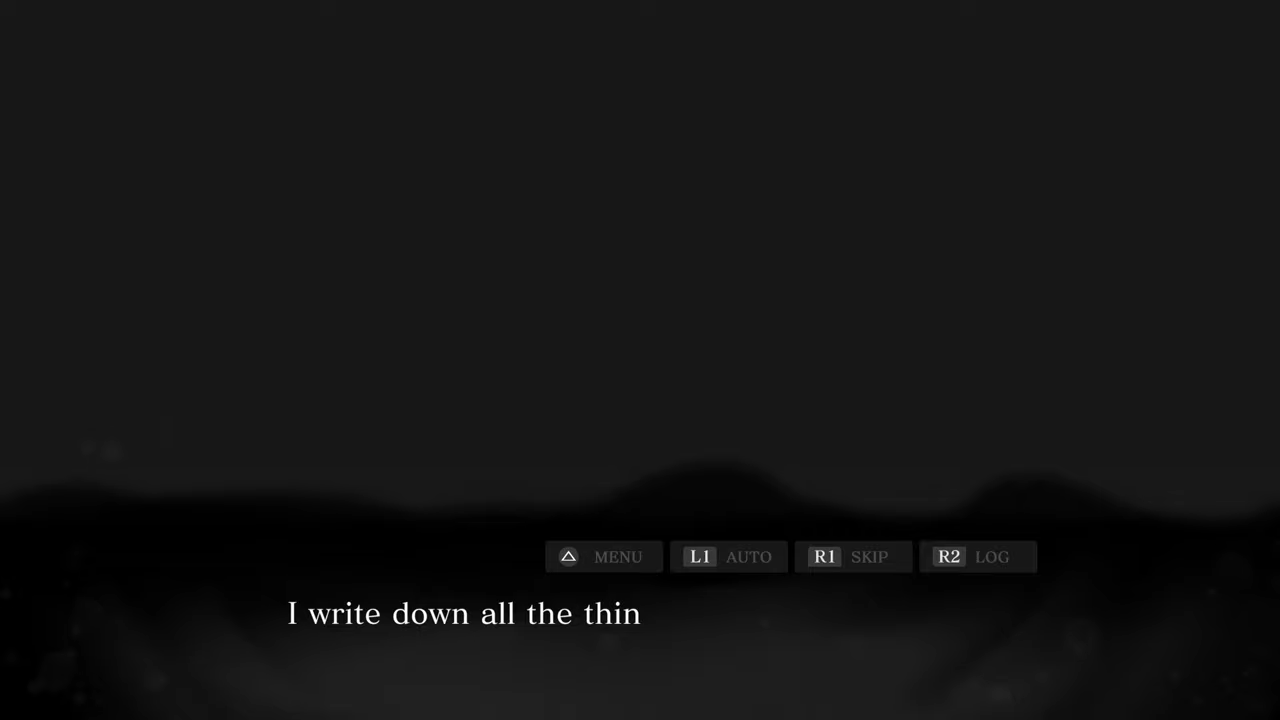 △ MENU L1 AUTO R1 SKIP R2 LOG
I write down all the thin